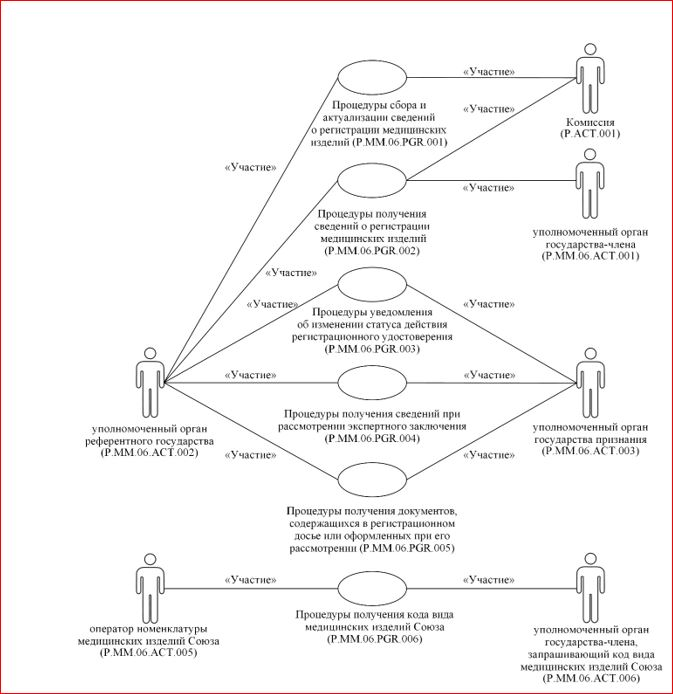 «Участие»
Процедуры сбора и
актуализации сведений
о регистрации медицинских
изделий (P.MM.06.PGR.001)
«Участие»
Комиссия
(P.ACT.001)
«Участие»
«Участие»
Процедуры получения
сведений о регистрации
медицинских изделий
(P.MM.06.PGR.002)
уполномоченный орган
государства-члена
(P.MM.06.ACT.001)
«Участие»
«Участие»
«Участие»
Процедуры уведомления
об изменении статуса действия
регистрационного удостоверения
(P.MM.06.PGR.003)
«Участие»
«Участие»
«Участие»
Процедуры получения сведений при
рассмотрении экспертного заключения
(P.MM.06.PGR.004)
уполномоченный орган
референтного государства
(P.MM.06.ACT.002)
уполномоченный орган
государства признания
(P.MM.06.ACT.003)
«Участие»
«Участие»
Процедуры получения документов,
содержащихся в регистрационном
досье или оформленных при его
рассмотрении (P.MM.06.PGR.005)
«Участие»
«Участие»
оператор номенклатуры
медицинских изделий Союза
(P.MM.06.ACT.005)
Процедуры получения кода вида
медицинских изделий Союза
(P.MM.06.PGR.006)
уполномоченный орган
государства-члена,
запрашивающий код вида
медицинских изделий Союза
(P.MM.06.ACT.006)